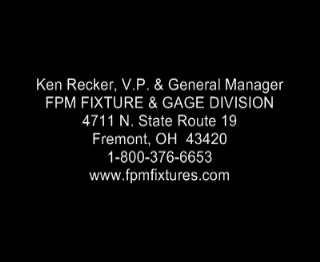 Ken Recker, V.P. & General Manager
FPM FIXTURE & GAGE DIVISION
4711 N. State Route 19
Fremont, OH  43420
1-800-376-6653
www.fpmfixtures.com